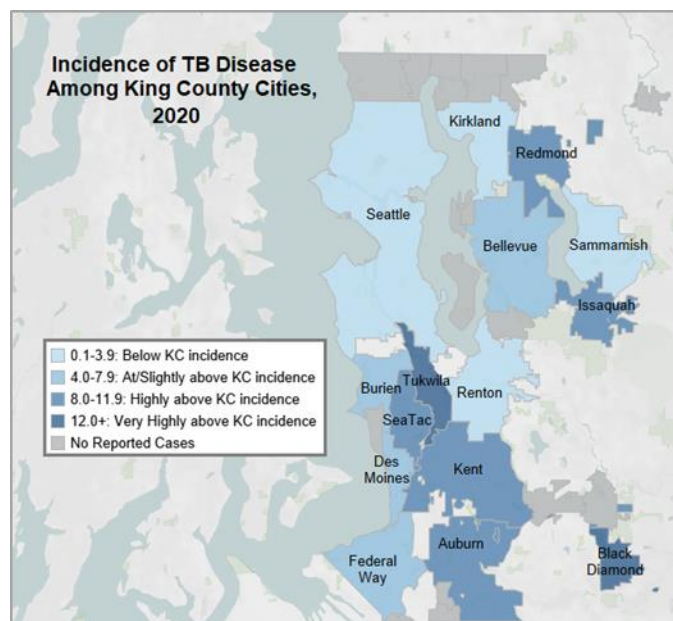 Incidence of TB Disease
Among King County Cities,
2020
Kirkland
Redmond
Seattle
Bellevue
Sammamish
Issaquah
0.1-3.9: Below KC incidence
4.0-7.9: At/Slightly above KC incidence
8.0-11.9: Highly above KC incidence
12.0+: Very Highly above KC incidence
No Reported Cases
Tukwila
Burien
Renton
SeaTac
Des
Moines
Kent
Auburn
Federal
Way
Black
Diamond